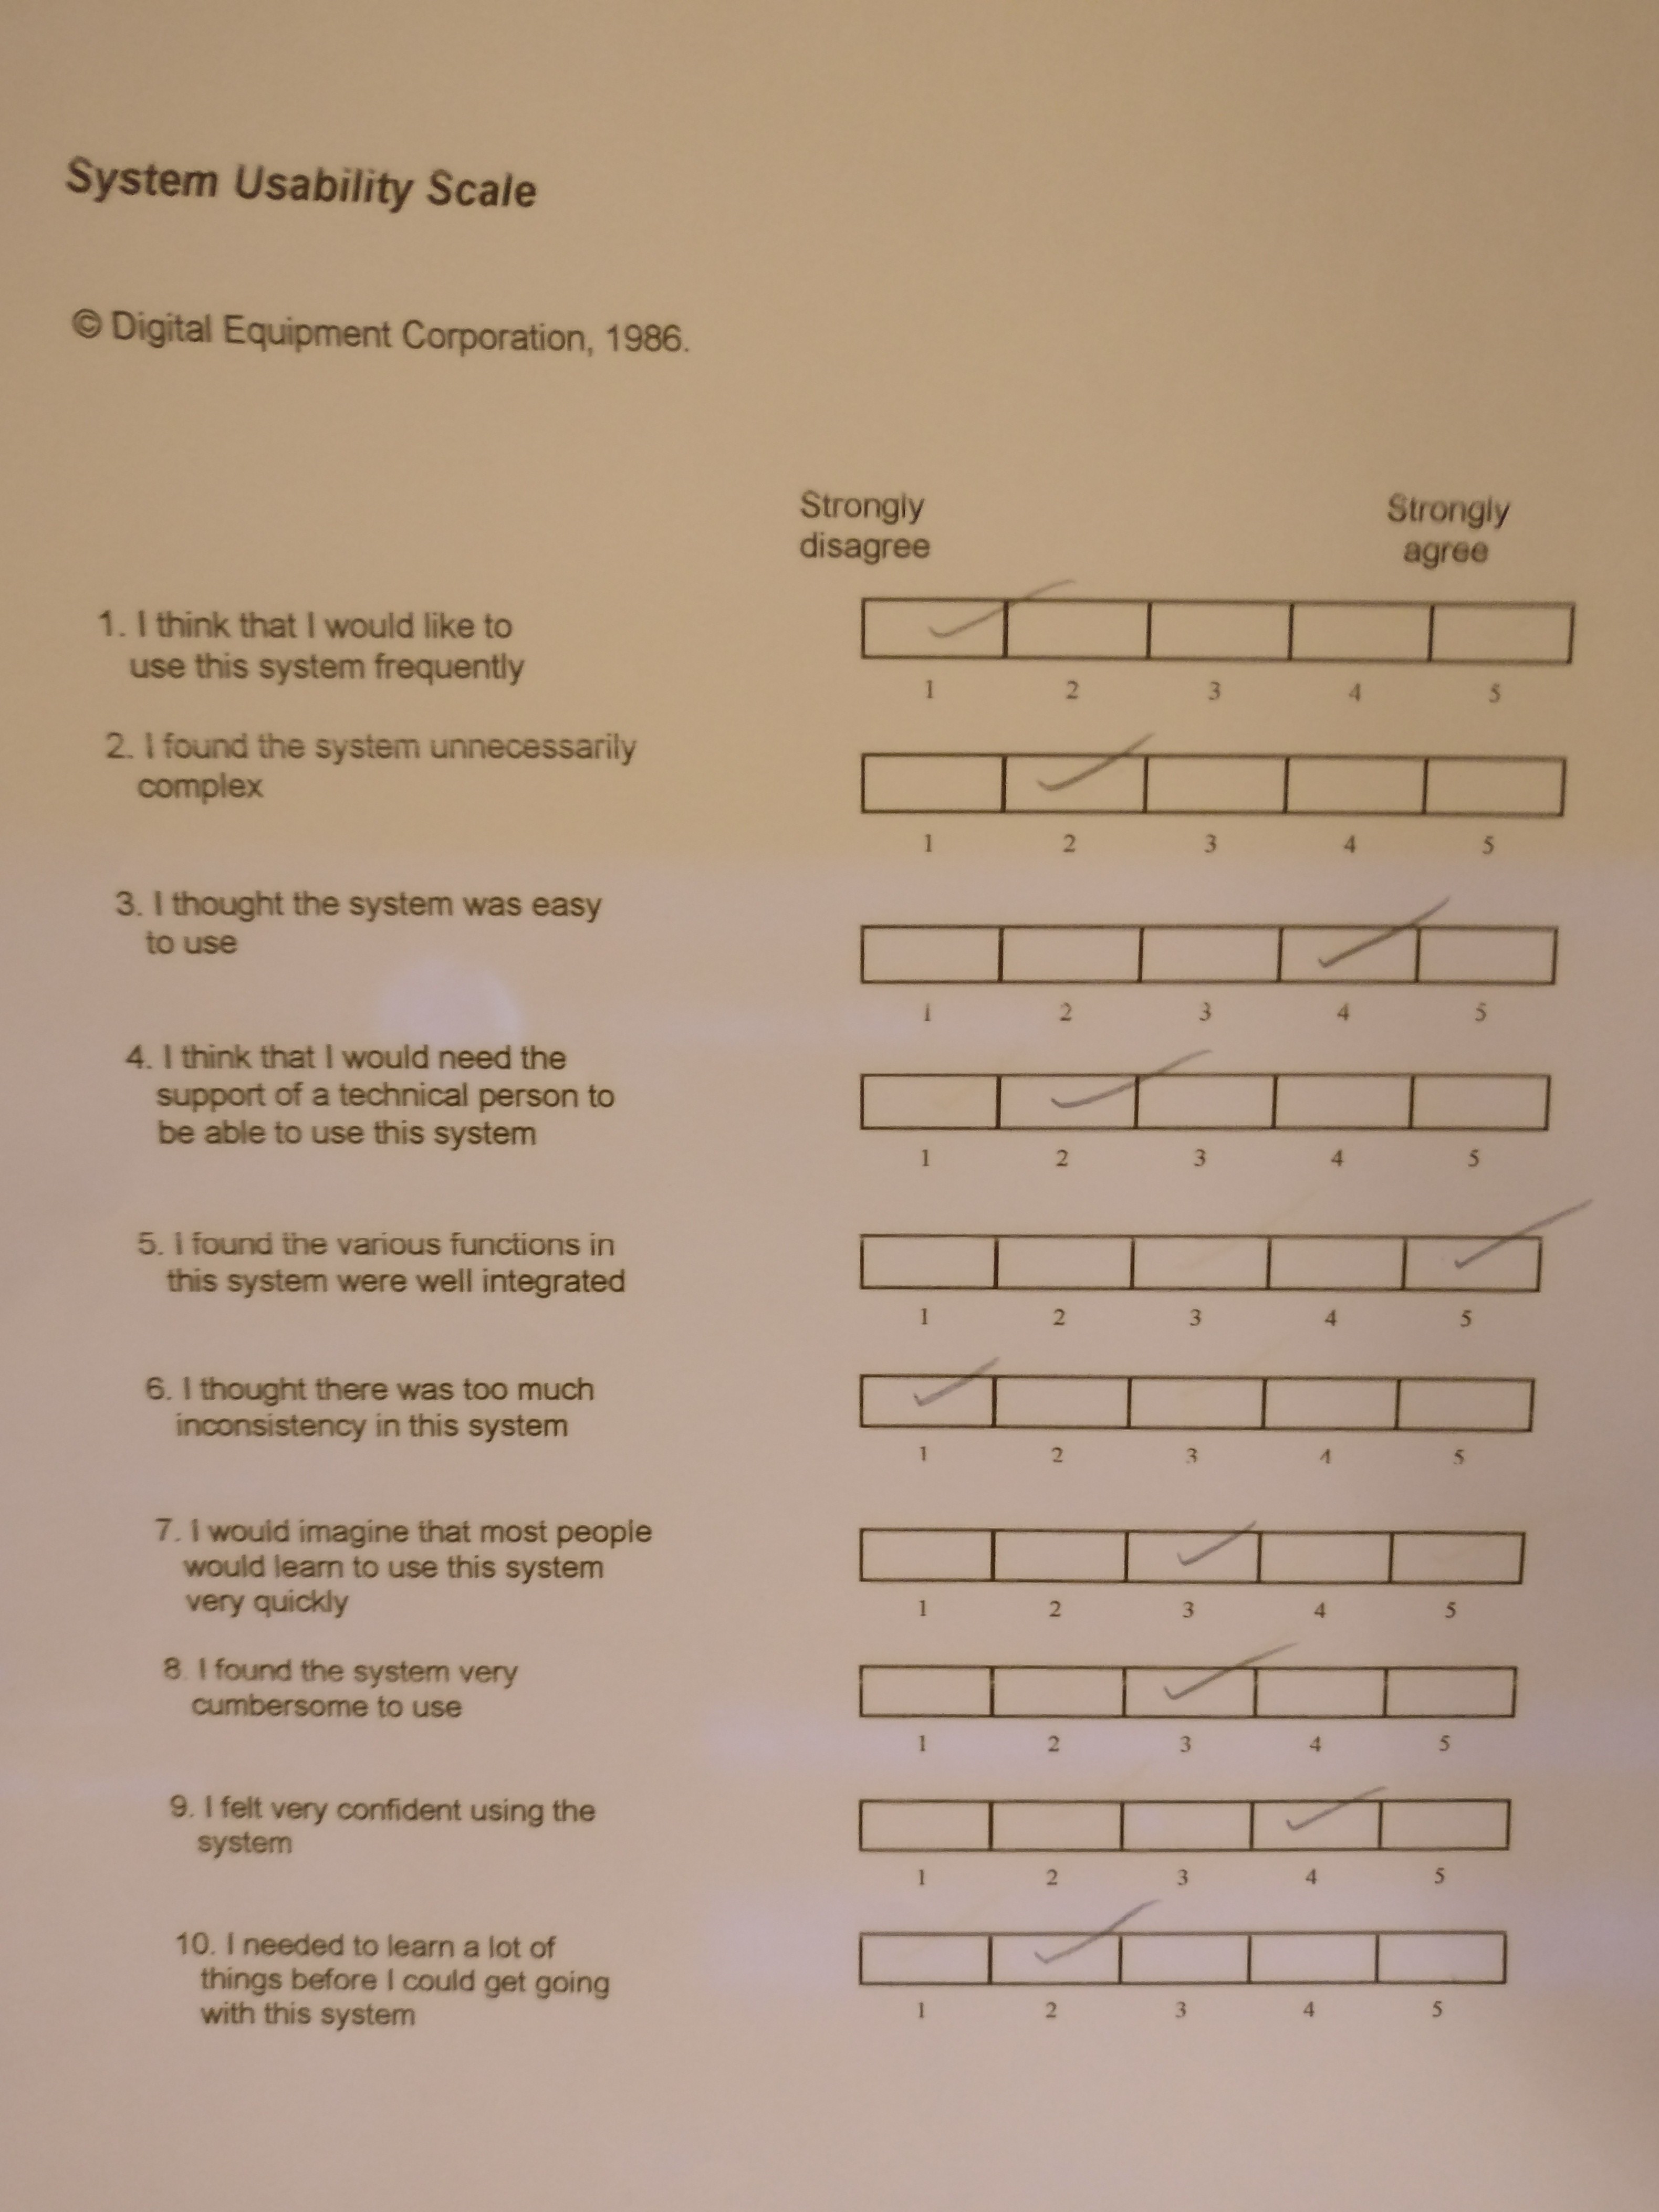 System Usability Scale
© Digital Equipment Corporation, 1986.
Strongly disagree
Strongly agree
1. I think that I would like to
use this system frequently
1 2 3 4 5
2. I found the system unnecessarily
complex
1 2 3 4 5
3. I thought the system was easy
to use
1 2 3 4 5
4. I think that I would need the
support of a technical person to
be able to use this system
1 2 3 4 5
5. I found the various functions in
this system were well integrated
1 2 3 4 5
6. I thought there was too much
inconsistency in this system
1 2 3 4 5
7. I would imagine that most people
would learn to use this system
very quickly
1 2 3 4 5
8. I found the system very
cumbersome to use
1 2 3 4 5
9. I felt very confident using the
system
1 2 3 4 5
10. I needed to learn a lot of
things before I could get going
with this system
1 2 3 4 5